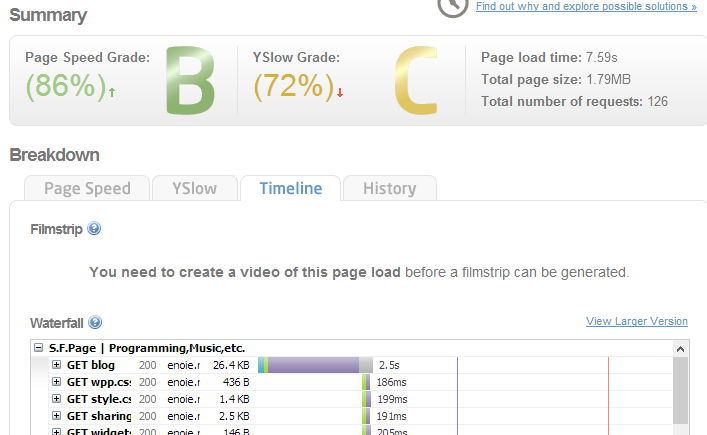 Find out why and explore possible solutions »
Summary
Page Speed Grade:
(86%)
B
YSlow Grade:
(72%)
C
Page load time: 7.59s
Total page size: 1.79MB
Total number of requests: 126
Breakdown
Page Speed
YSlow
Timeline
History
Filmstrip
You need to create a video of this page load before a filmstrip can be generated.
Waterfall
View Larger Version
S.F.Page | Programming,Music,etc.
GET blog 200 enoie.r 26.4 KB 2.5s
GET wpp.css 200 enoie.r 436 B 186ms
GET style.cs 200 enoie.r 1.4 KB 199ms
GET sharing 200 enoie.r 2.5 KB 191ms
GET widgets 200 enoie.r 146 B 205ms